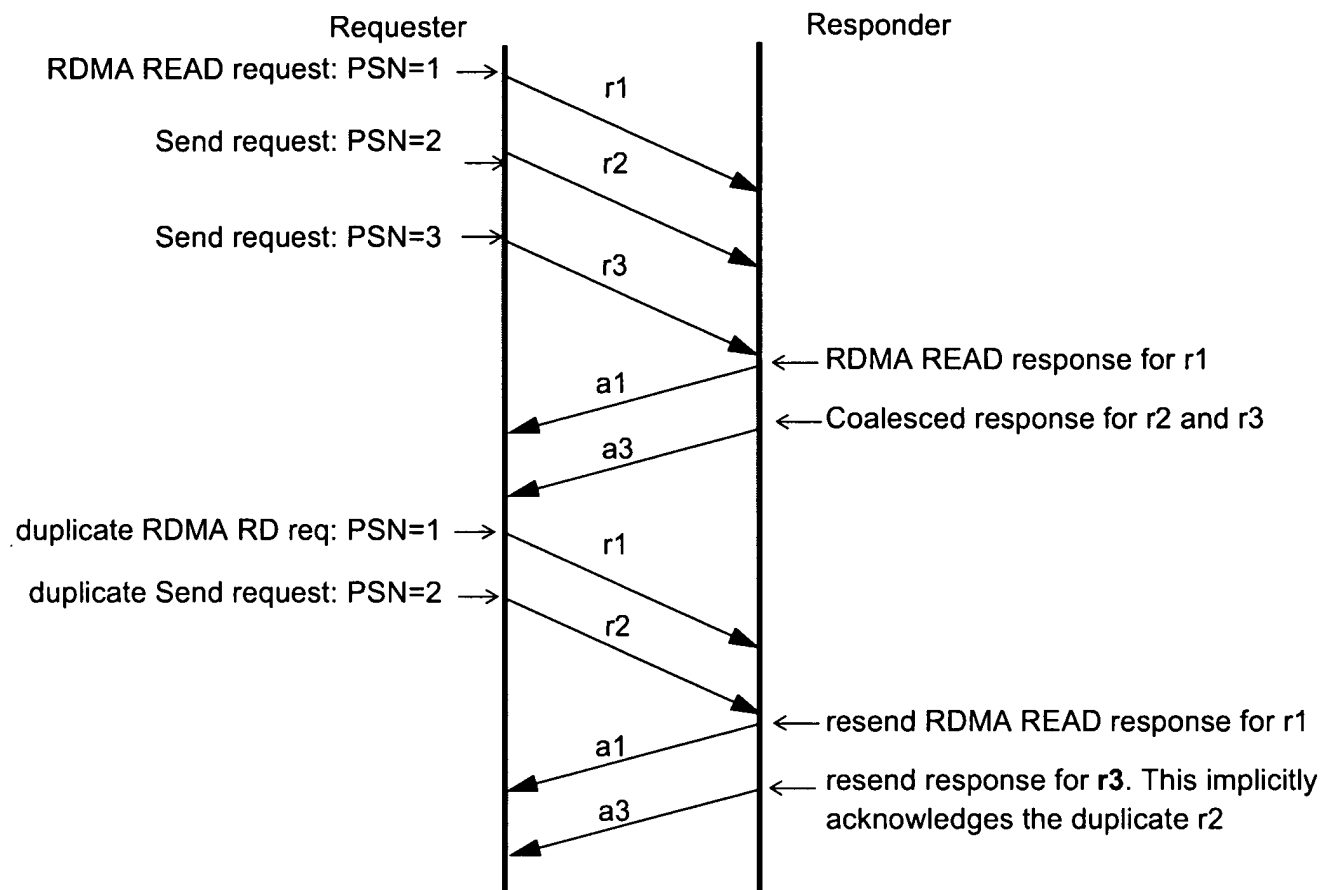 Requester
Responder
RDMA READ request: PSN=1
r1
Send request: PSN=2
r2
Send request: PSN=3
r3
RDMA READ response for r1
a1
Coalesced response for r2 and r3
a3
duplicate RDMA RD req: PSN=1
r1
duplicate Send request: PSN=2
r2
resend RDMA READ response for r1
a1
resend response for r3. This implicitly
acknowledges the duplicate r2
a3